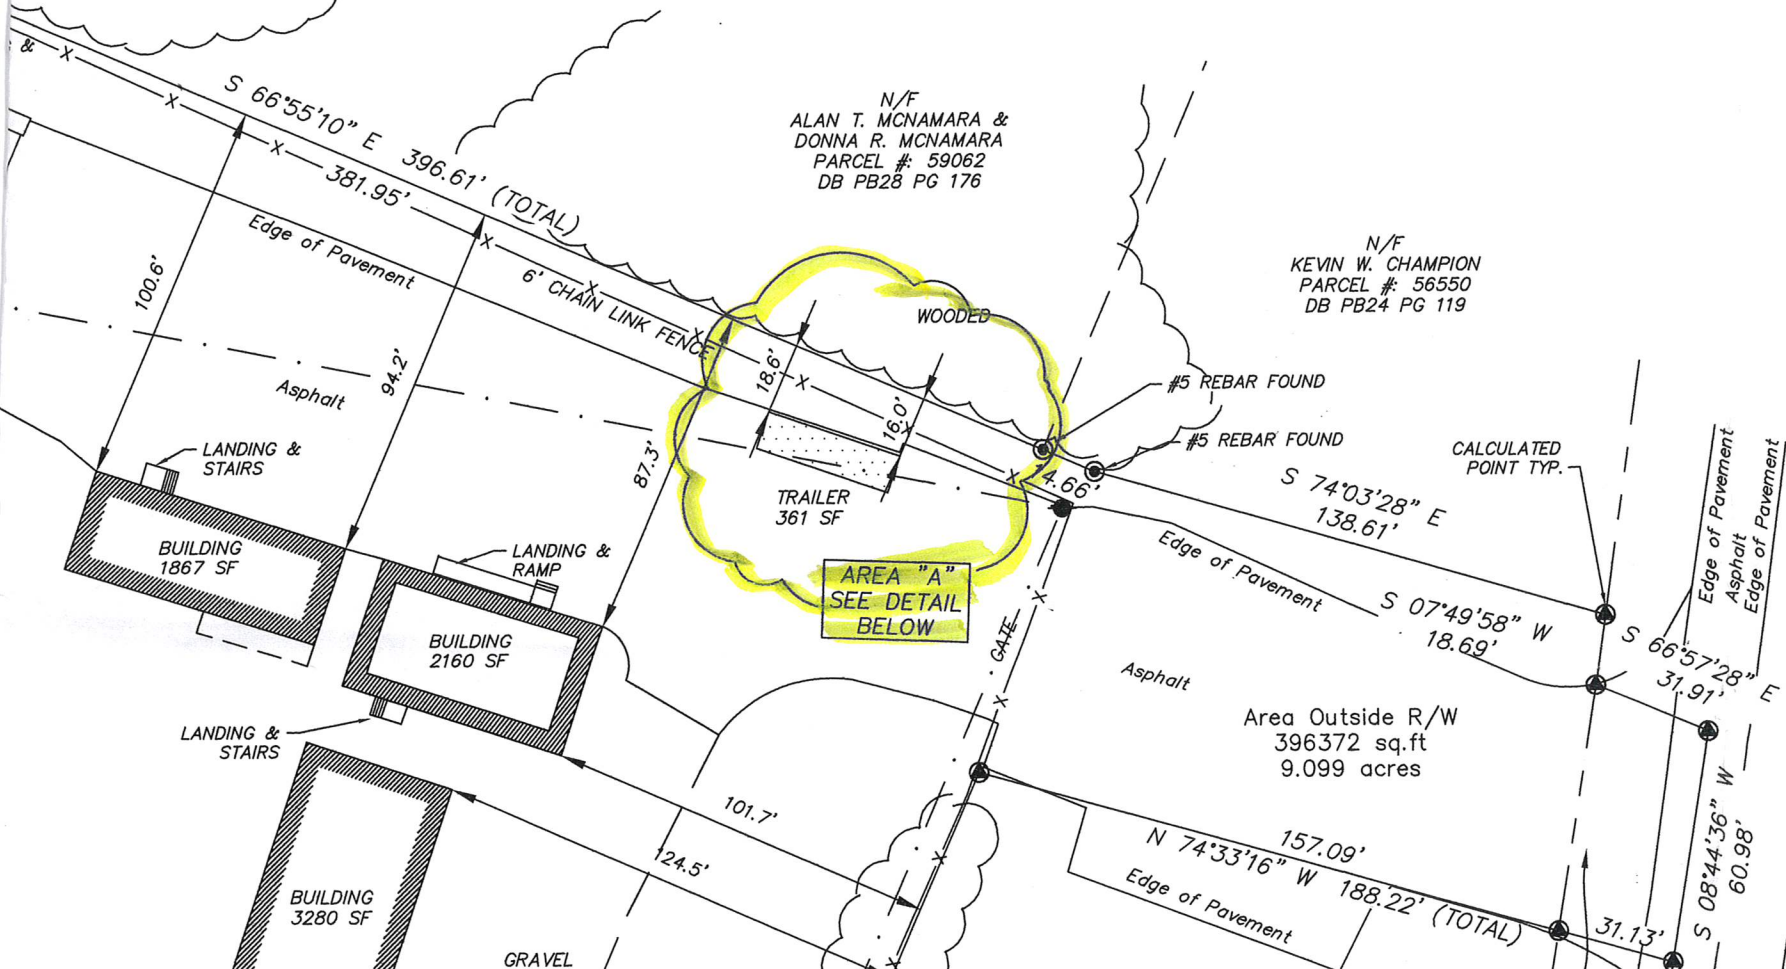 &
S 66°55'10" E 396.61' (TOTAL)
381.95'
N/F
ALAN T. MCNAMARA &
DONNA R. MCNAMARA
PARCEL #: 59062
DB PB28 PG 176
N/F
KEVIN W. CHAMPION
PARCEL #: 56550
DB PB24 PG 119
Edge of Pavement
6' CHAIN LINK FENCE
WOODED
100.6'
94.2'
87.3'
18.6'
16.0'
Asphalt
#5 REBAR FOUND
#5 REBAR FOUND
14.66'
CALCULATED
POINT TYP.
S 74°03'28" E
138.61'
LANDING &
STAIRS
TRAILER
361 SF
BUILDING
1867 SF
LANDING &
RAMP
AREA "A"
SEE DETAIL
BELOW
Edge of Pavement
S 07°49'58" W
18.69'
Edge of Pavement
Asphalt
Edge of Pavement
BUILDING
2160 SF
GATE
S 66°57'28" E
31.91'
Asphalt
LANDING &
STAIRS
Area Outside R/W
396372 sq.ft
9.099 acres
101.7'
124.5'
157.09'
N 74°33'16" W 188.22' (TOTAL)
S 08°44'36" W
60.98'
Edge of Pavement
31.13'
BUILDING
3280 SF
GRAVEL